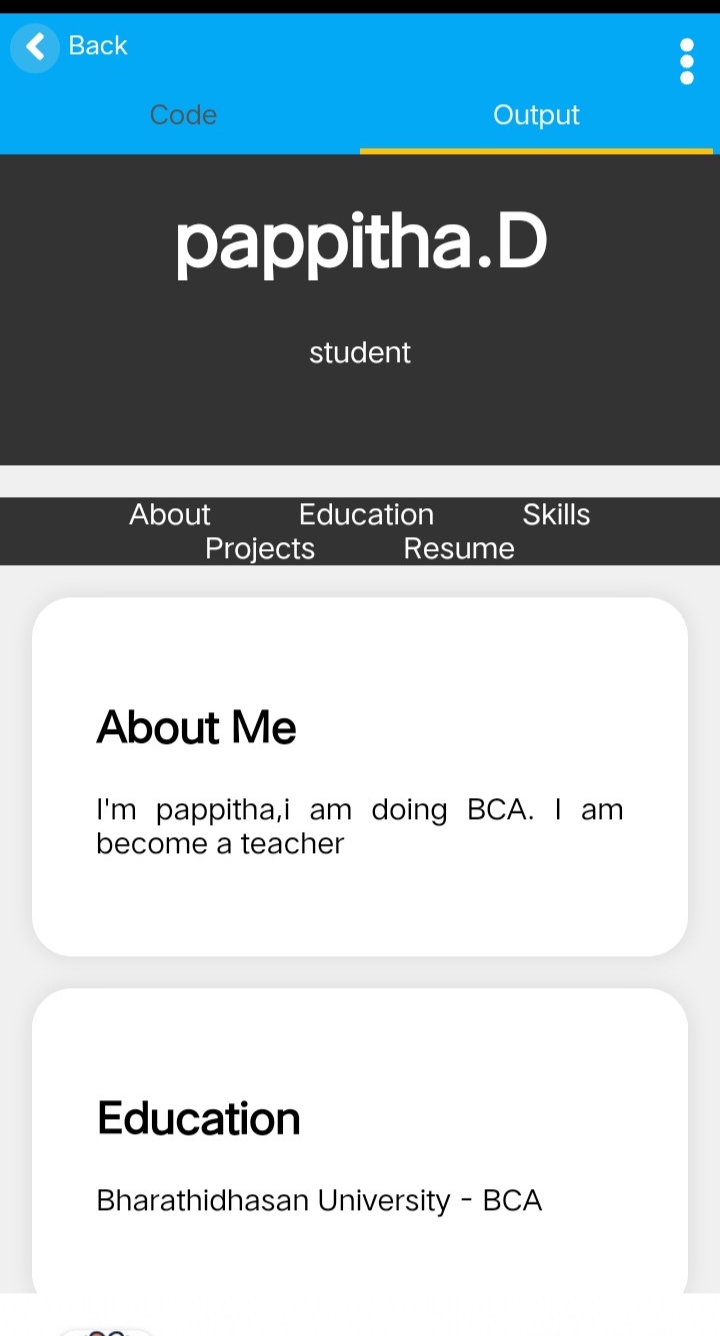 Back
Code Output
pappitha.D
student
About Education Skills
Projects Resume
About Me
I'm pappitha,i am doing BCA. I am
become a teacher
Education
Bharathidhasan University - BCA